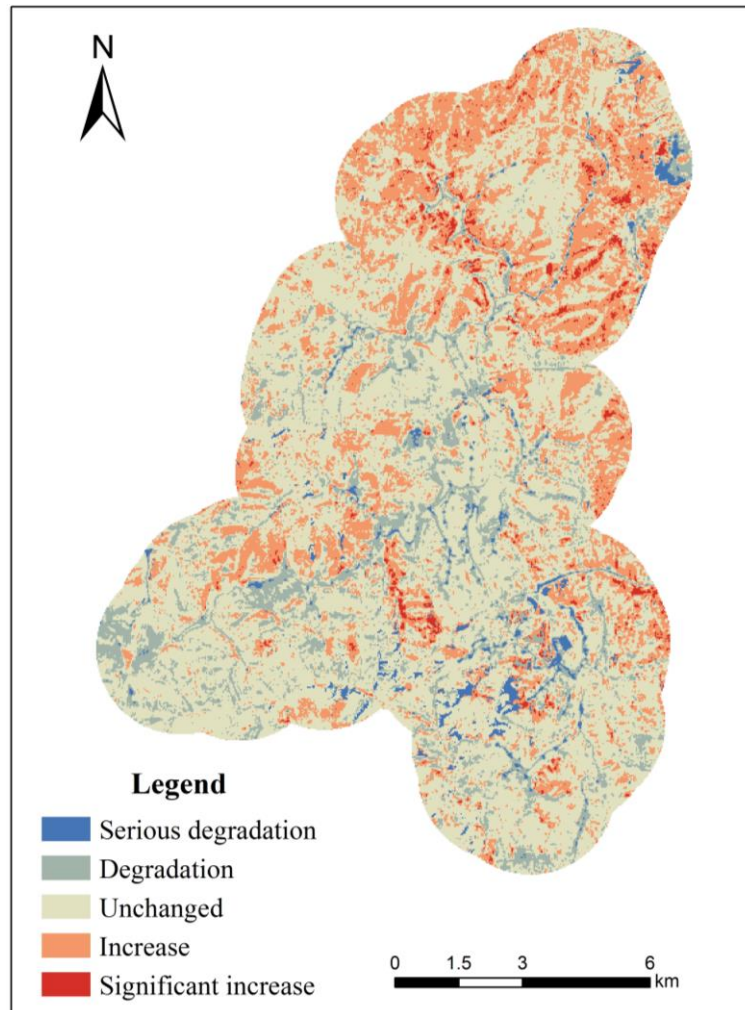 N
Legend
Serious degradation
Degradation
Unchanged
Increase
Significant increase
0 1.5 3 6
km